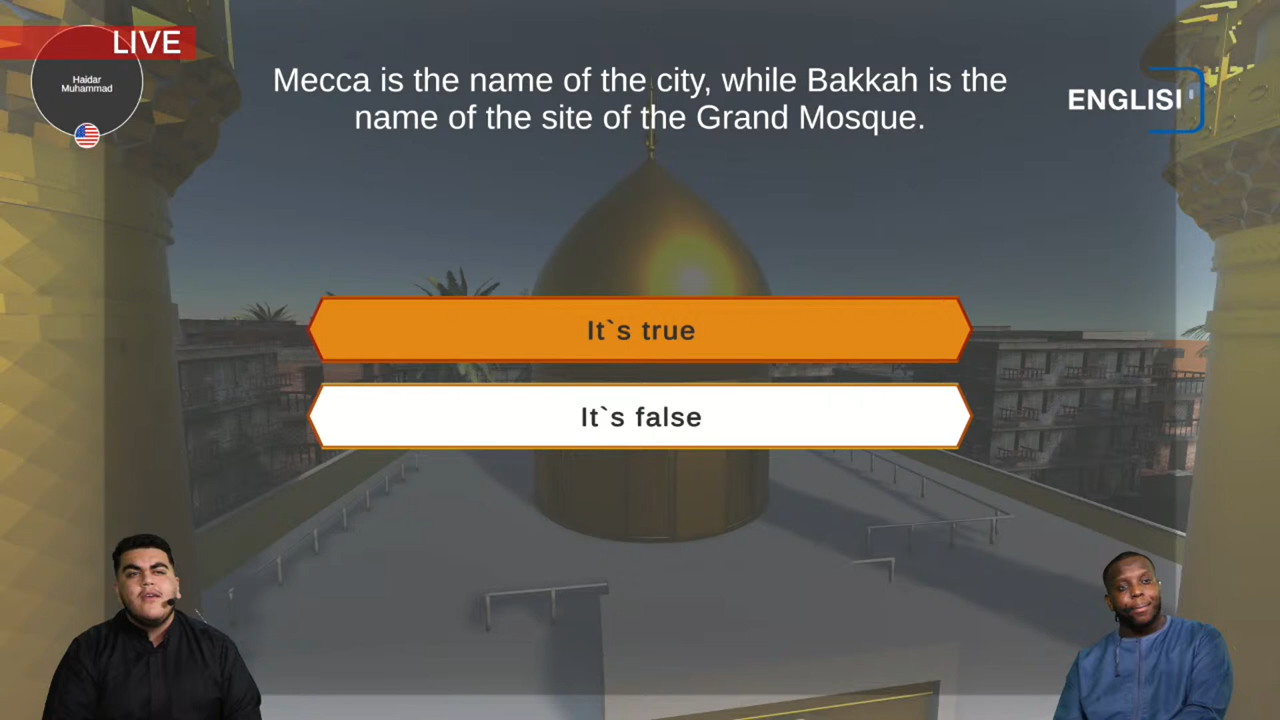 LIVE
Haidar
Muhammad
Mecca is the name of the city, while Bakkah is the
name of the site of the Grand Mosque.
ENGLISI
It`s true
It`s false